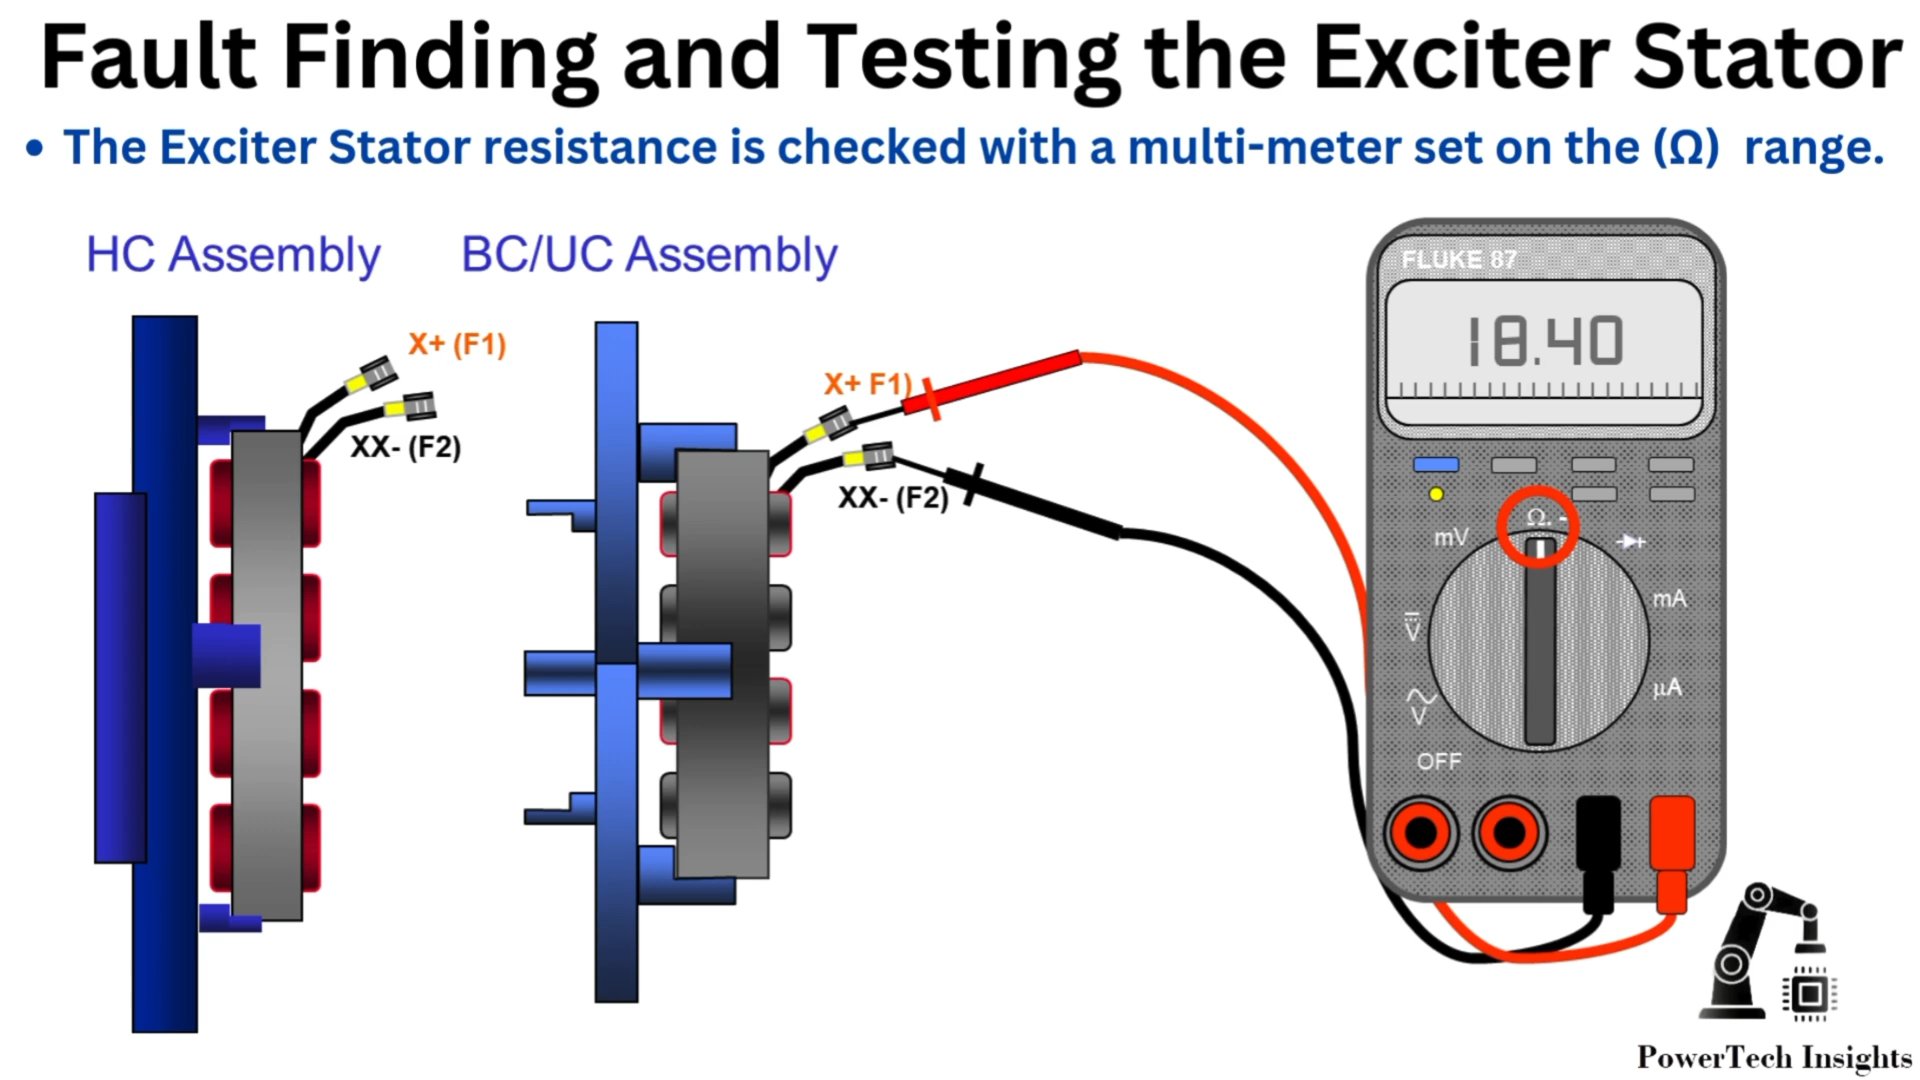 Fault Finding and Testing the Exciter Stator
• The Exciter Stator resistance is checked with a multi-meter set on the (Ω) range.
HC Assembly
BC/UC Assembly
X+ (F1)
XX- (F2)
X+ F1)
XX- (F2)
FLUKE 87
18.40
Ω
mV
mA
V
µA
V
OFF
PowerTech Insights